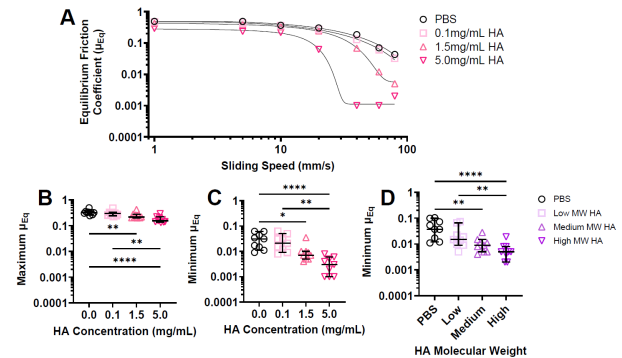 A
Equilibrium Friction
Coefficient (μEq)
1
0.1
0.01
0.001
0.0001
1
10
100
Sliding Speed (mm/s)
PBS
0.1mg/mL HA
1.5mg/mL HA
5.0mg/mL HA
B
Maximum μEq
1
0.1
0.01
0.001
0.0001
**
**
****
0.0 0.1 1.5 5.0
HA Concentration (mg/mL)
C
Minimum μEq
1
0.1
0.01
0.001
0.0001
****
**
*
0.0 0.1 1.5 5.0
HA Concentration (mg/mL)
D
Minimum μEq
1
0.1
0.01
0.001
0.0001
****
**
**
PBS Low Medium High
HA Molecular Weight
PBS
Low MW HA
Medium MW HA
High MW HA